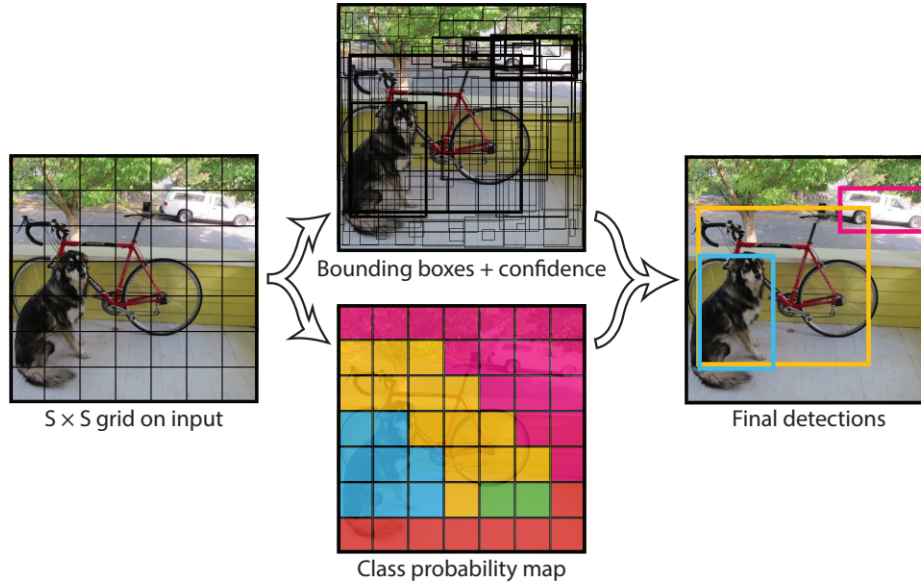 S × S grid on input
Bounding boxes + confidence
Class probability map
Final detections